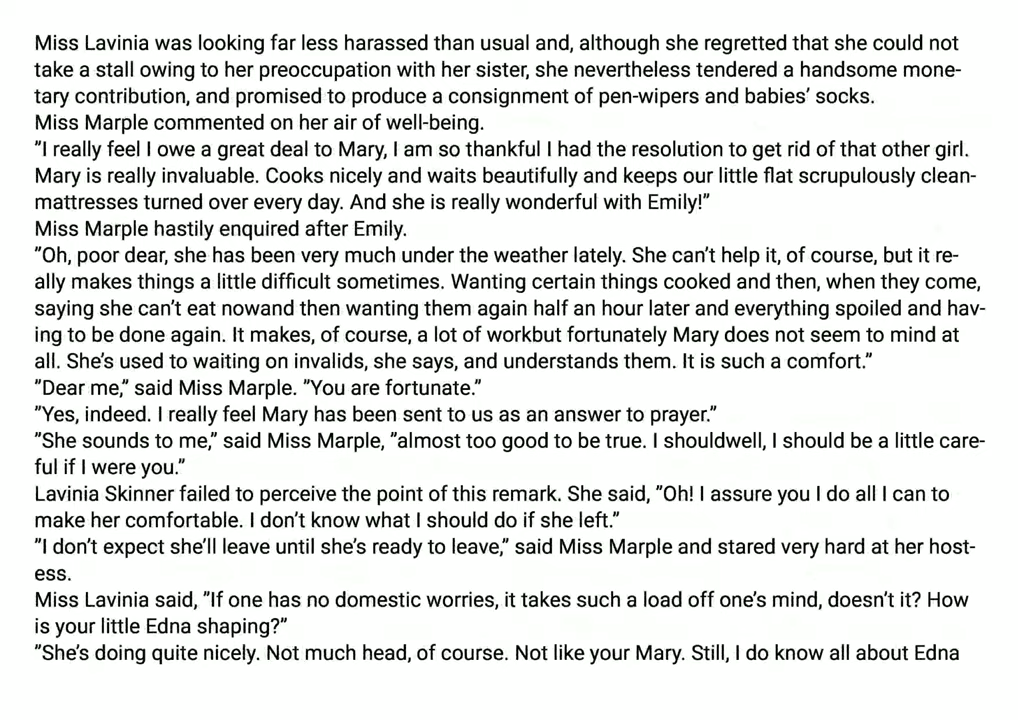 Miss Lavinia was looking far less harassed than usual and, although she regretted that she could not
take a stall owing to her preoccupation with her sister, she nevertheless tendered a handsome mone-
tary contribution, and promised to produce a consignment of pen-wipers and babies’ socks.
Miss Marple commented on her air of well-being.
”I really feel I owe a great deal to Mary, I am so thankful I had the resolution to get rid of that other girl.
Mary is really invaluable. Cooks nicely and waits beautifully and keeps our little flat scrupulously clean-
mattresses turned over every day. And she is really wonderful with Emily!”
Miss Marple hastily enquired after Emily.
”Oh, poor dear, she has been very much under the weather lately. She can’t help it, of course, but it re-
ally makes things a little difficult sometimes. Wanting certain things cooked and then, when they come,
saying she can’t eat nowand then wanting them again half an hour later and everything spoiled and hav-
ing to be done again. It makes, of course, a lot of workbut fortunately Mary does not seem to mind at
all. She’s used to waiting on invalids, she says, and understands them. It is such a comfort.”
”Dear me,” said Miss Marple. ”You are fortunate.”
”Yes, indeed. I really feel Mary has been sent to us as an answer to prayer.”
”She sounds to me,” said Miss Marple, ”almost too good to be true. I shouldwell, I should be a little care-
ful if I were you.”
Lavinia Skinner failed to perceive the point of this remark. She said, ”Oh! I assure you I do all I can to
make her comfortable. I don’t know what I should do if she left.”
”I don’t expect she’ll leave until she’s ready to leave,” said Miss Marple and stared very hard at her host-
ess.
Miss Lavinia said, ”If one has no domestic worries, it takes such a load off one’s mind, doesn’t it? How
is your little Edna shaping?”
”She’s doing quite nicely. Not much head, of course. Not like your Mary. Still, I do know all about Edna